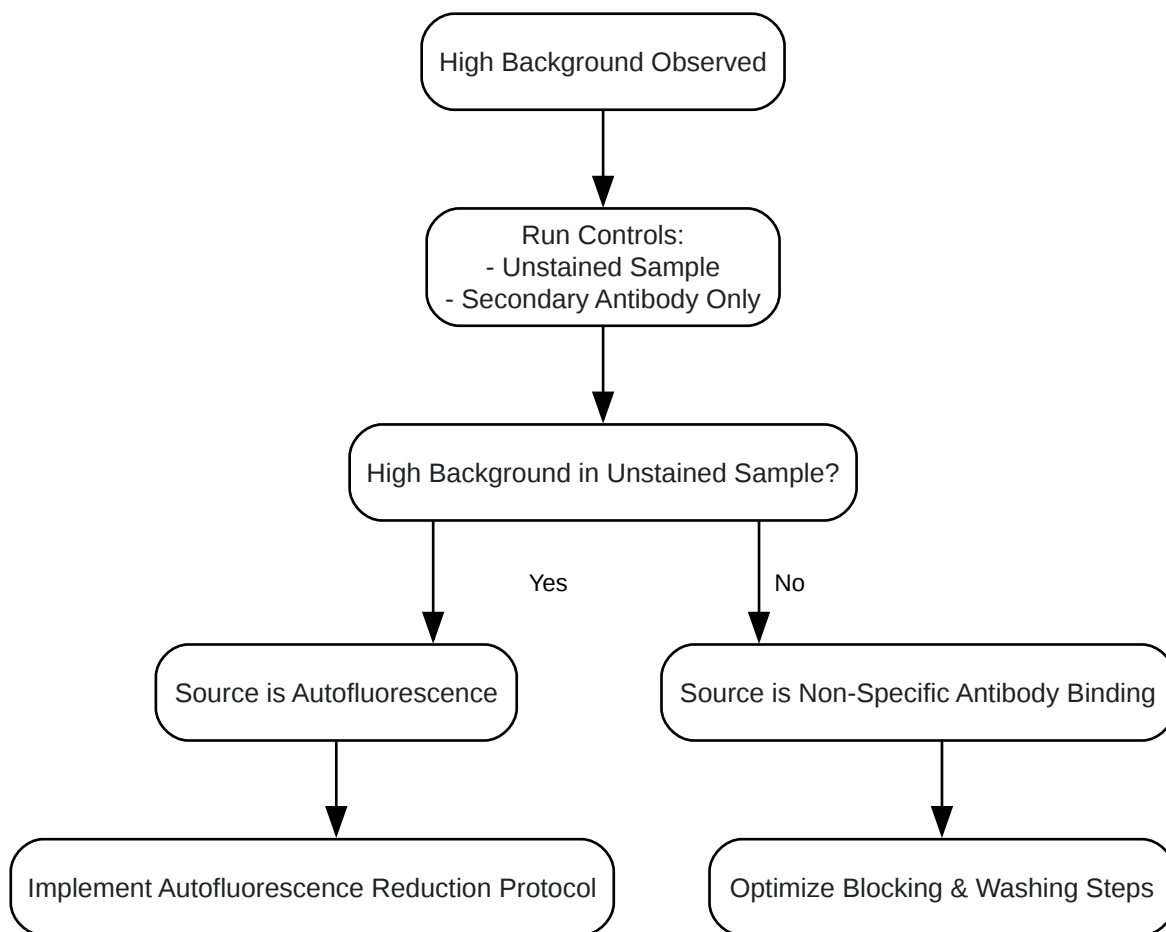 High Background Observed
Run Controls:
- Unstained Sample
- Secondary Antibody Only
High Background in Unstained Sample?
Yes
No
Source is Autofluorescence
Source is Non-Specific Antibody Binding
Implement Autofluorescence Reduction Protocol
Optimize Blocking & Washing Steps